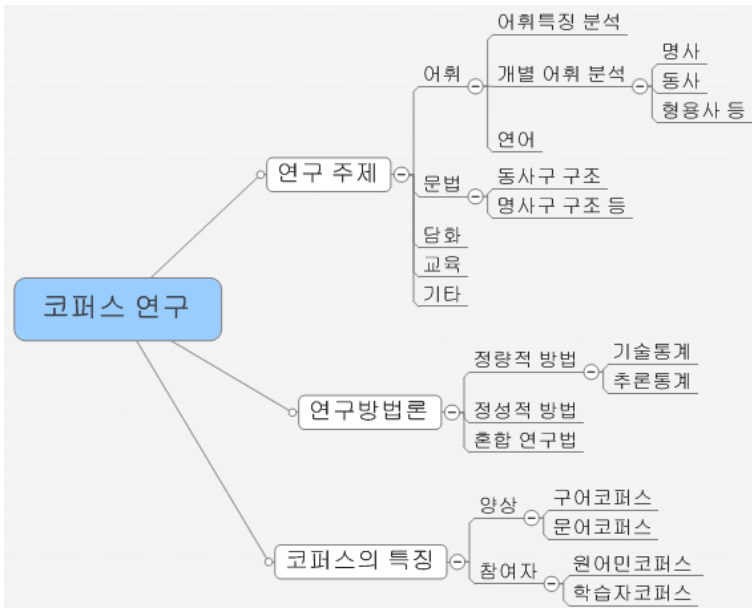 코퍼스 연구
연구 주제
어휘
어휘특징 분석
개별 어휘 분석
명사
동사
형용사 등
연어
문법
동사구 구조
명사구 구조 등
담화
교육
기타
연구방법론
정량적 방법
기술통계
추론통계
정성적 방법
혼합 연구법
코퍼스의 특징
양상
구어코퍼스
문어코퍼스
참여자
원어민코퍼스
학습자코퍼스